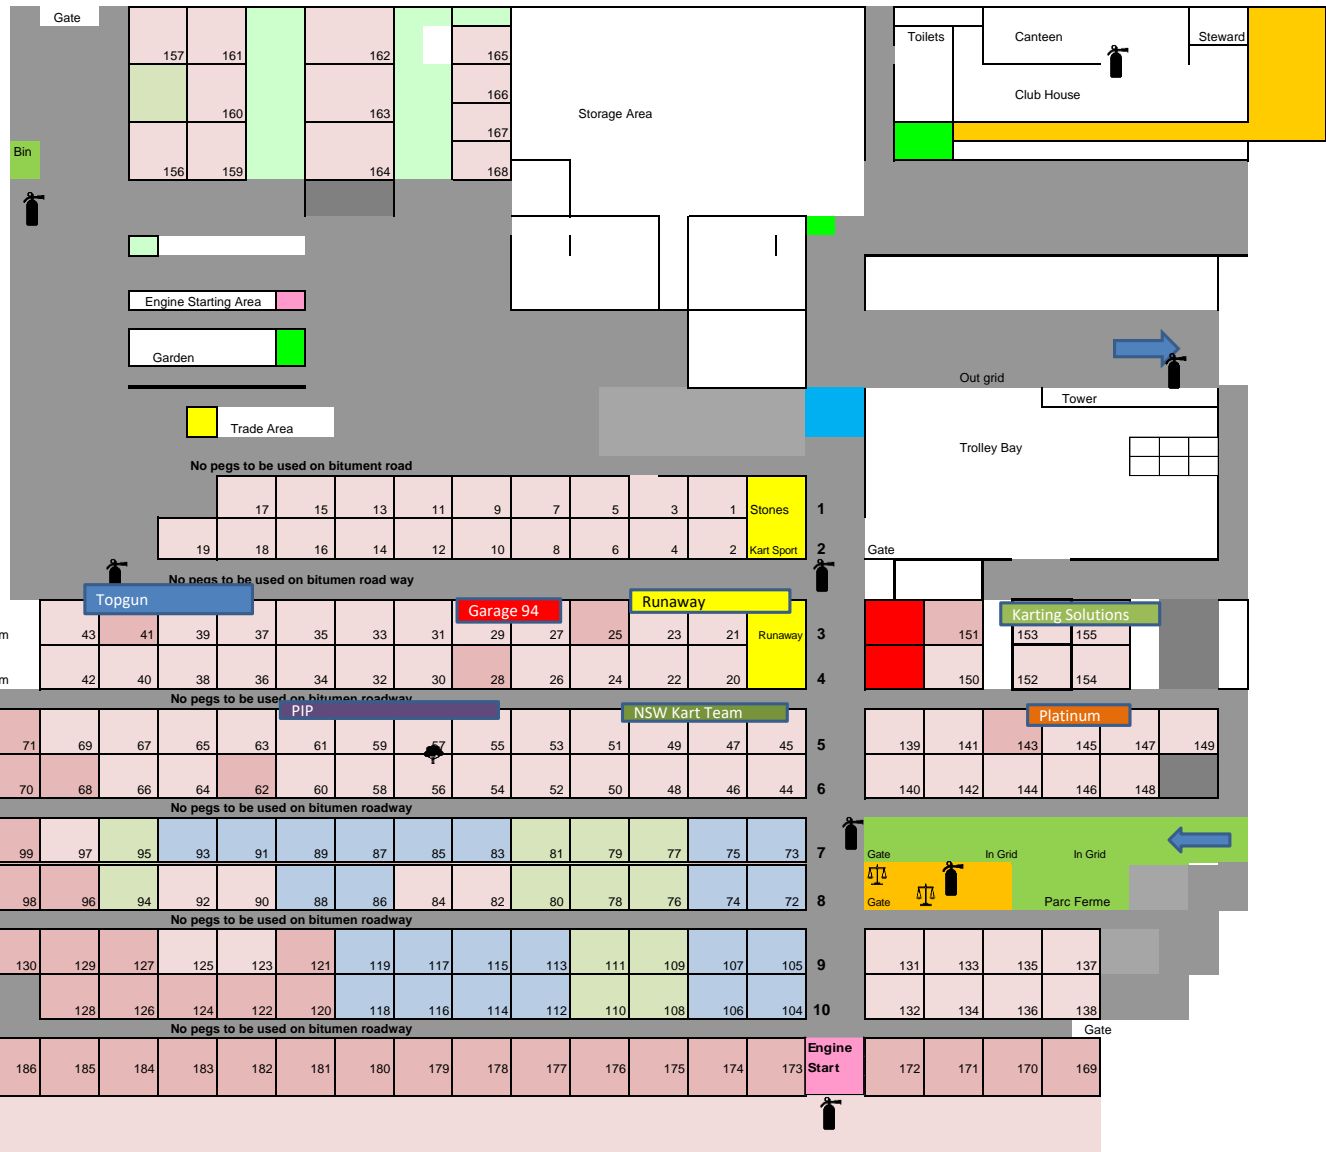 Gate
157 161 162 165
Toilets Canteen Steward
166
Club House
160 163 167
Storage Area
Bin
156 159 164 168
Engine Starting Area
Garden
Out grid
Tower
Trade Area
Trolley Bay
No pegs to be used on bitument road
17 15 13 11 9 7 5 3 1 Stones 1
19 18 16 14 12 10 8 6 4 2 Kart Sport 2
Gate
No pegs to be used on bitumen road way
Topgun Garage 94 Runaway Karting Solutions
m 43 41 39 37 35 33 31 29 27 25 23 21 Runaway 3 151 153 155
m 42 40 38 36 34 32 30 28 26 24 22 20 4 150 152 154
No pegs to be used on bitumen roadway
PIP NSW Kart Team Platinum
71 69 67 65 63 61 59 57 55 53 51 49 47 45 5 139 141 143 145 147 149
70 68 66 64 62 60 58 56 54 52 50 48 46 44 6 140 142 144 146 148
No pegs to be used on bitumen roadway
99 97 95 93 91 89 87 85 83 81 79 77 75 73 7 Gate In Grid In Grid
98 96 94 92 90 88 86 84 82 80 78 76 74 72 8 Gate Parc Ferme
No pegs to be used on bitumen roadway
130 129 127 125 123 121 119 117 115 113 111 109 107 105 9 131 133 135 137
128 126 124 122 120 118 116 114 112 110 108 106 104 10 132 134 136 138
No pegs to be used on bitumen roadway
Gate
Engine
Start
186 185 184 183 182 181 180 179 178 177 176 175 174 173 172 171 170 169